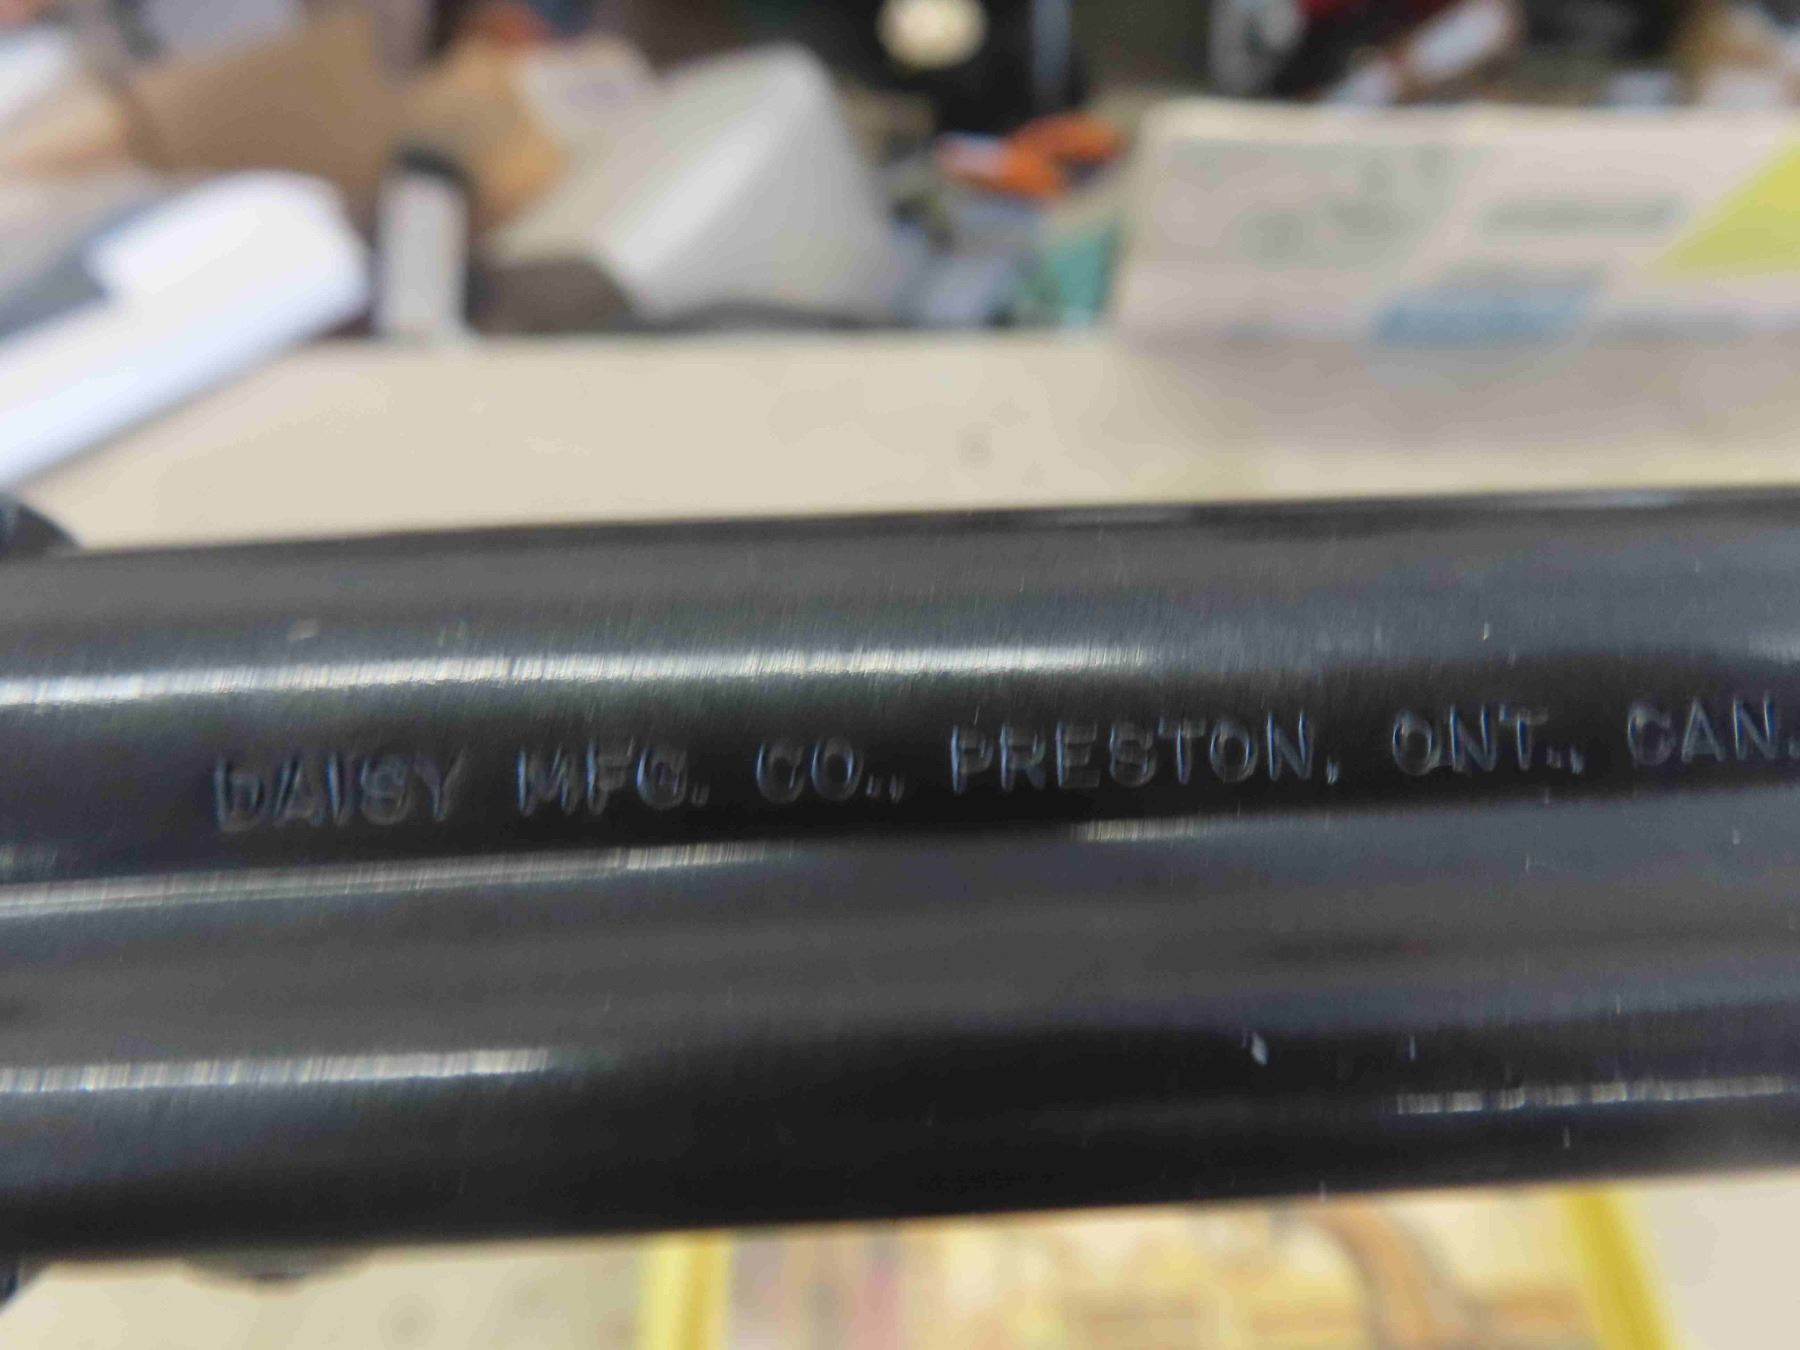 DAISY MFG. CO., PRESTON, ONT., CAN.